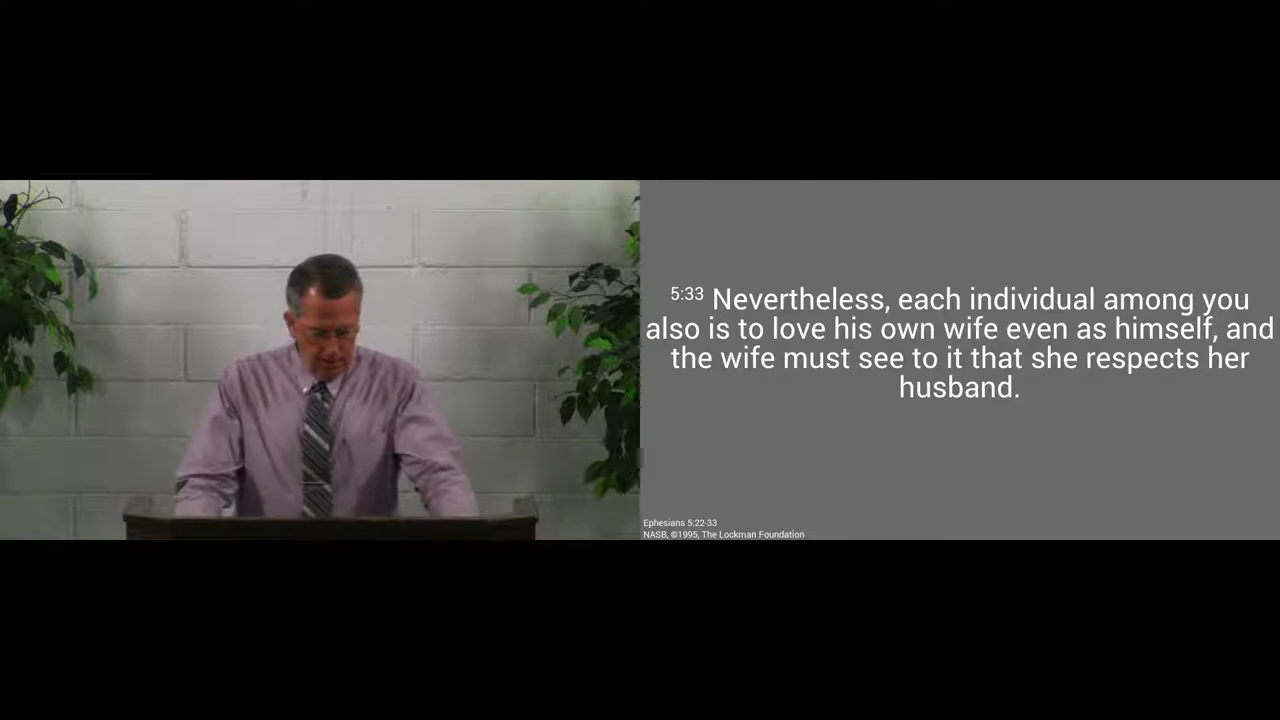 5:33 Nevertheless, each individual among you
also is to love his own wife even as himself, and
the wife must see to it that she respects her
husband.
Ephesians 5:22-33
NASB, ©1995, The Lockman Foundation